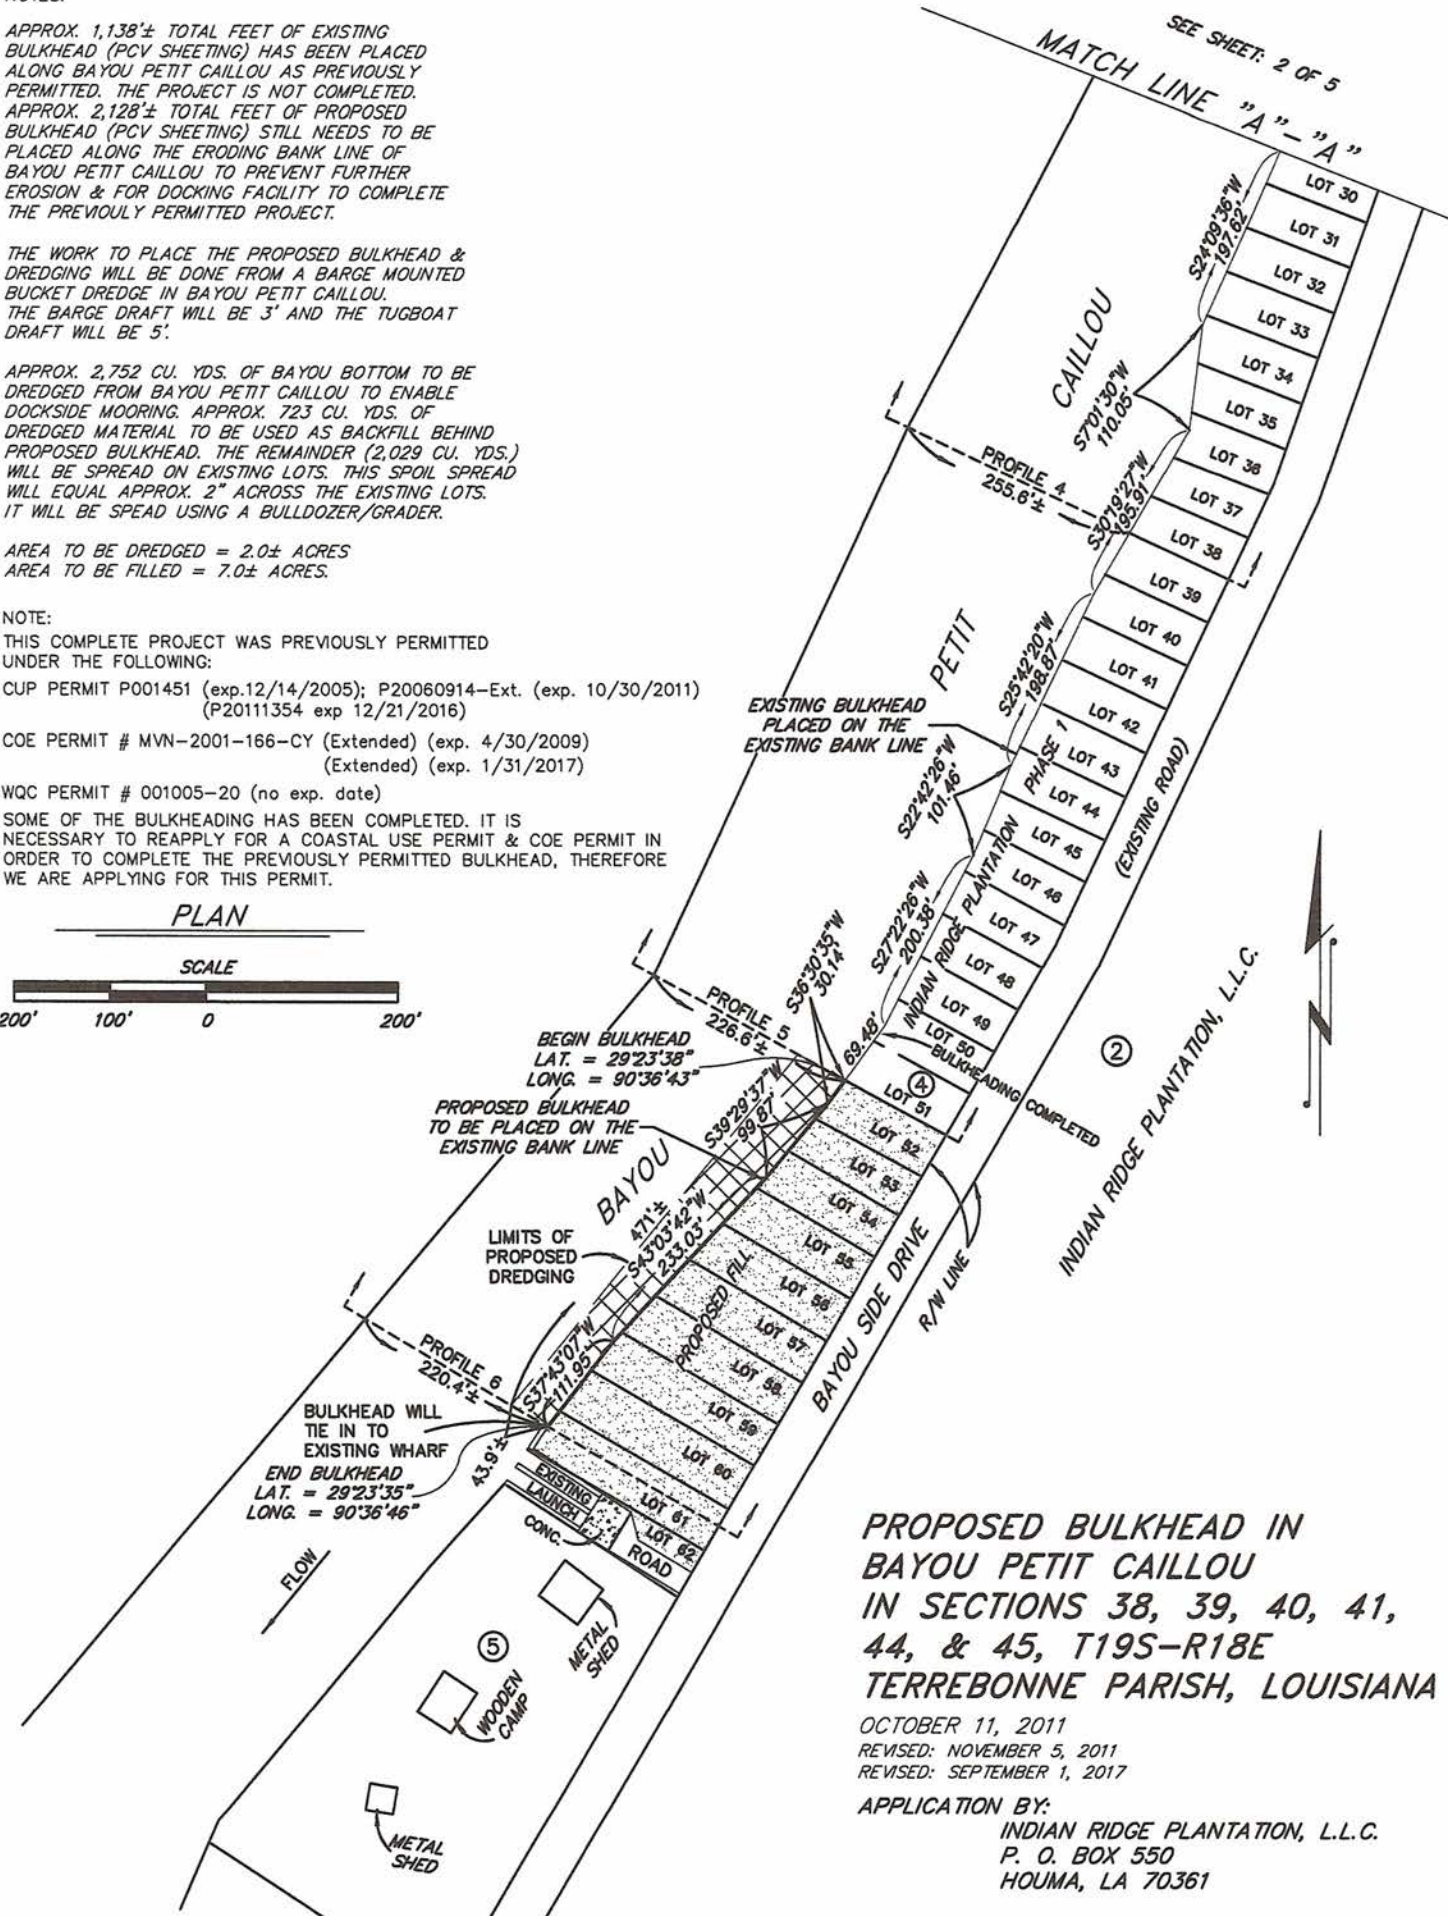 NOTES:
APPROX. 1,138'± TOTAL FEET OF EXISTING
BULKHEAD (PCV SHEETING) HAS BEEN PLACED
ALONG BAYOU PETIT CAILLOU AS PREVIOUSLY
PERMITTED. THE PROJECT IS NOT COMPLETED.
APPROX. 2,128'± TOTAL FEET OF PROPOSED
BULKHEAD (PCV SHEETING) STILL NEEDS TO BE
PLACED ALONG THE ERODING BANK LINE OF
BAYOU PETIT CAILLOU TO PREVENT FURTHER
EROSION & FOR DOCKING FACILITY TO COMPLETE
THE PREVIOULY PERMITTED PROJECT.
THE WORK TO PLACE THE PROPOSED BULKHEAD &
DREDGING WILL BE DONE FROM A BARGE MOUNTED
BUCKET DREDGE IN BAYOU PETIT CAILLOU.
THE BARGE DRAFT WILL BE 3' AND THE TUGBOAT
DRAFT WILL BE 5'.
APPROX. 2,752 CU. YDS. OF BAYOU BOTTOM TO BE
DREDGED FROM BAYOU PETIT CAILLOU TO ENABLE
DOCKSIDE MOORING. APPROX. 723 CU. YDS. OF
DREDGED MATERIAL TO BE USED AS BACKFILL BEHIND
PROPOSED BULKHEAD. THE REMAINDER (2,029 CU. YDS.)
WILL BE SPREAD ON EXISTING LOTS. THIS SPOIL SPREAD
WILL EQUAL APPROX. 2" ACROSS THE EXISTING LOTS.
IT WILL BE SPEAD USING A BULLDOZER/GRADER.
AREA TO BE DREDGED = 2.0± ACRES
AREA TO BE FILLED = 7.0± ACRES.
NOTE:
THIS COMPLETE PROJECT WAS PREVIOUSLY PERMITTED
UNDER THE FOLLOWING:
CUP PERMIT P001451 (exp.12/14/2005); P20060914-Ext. (exp. 10/30/2011)
(P20111354 exp 12/21/2016)
COE PERMIT # MVN-2001-166-CY (Extended) (exp. 4/30/2009)
(Extended) (exp. 1/31/2017)
WQC PERMIT # 001005-20 (no exp. date)
SOME OF THE BULKHEADING HAS BEEN COMPLETED. IT IS
NECESSARY TO REAPPLY FOR A COASTAL USE PERMIT & COE PERMIT IN
ORDER TO COMPLETE THE PREVIOUSLY PERMITTED BULKHEAD, THEREFORE
WE ARE APPLYING FOR THIS PERMIT.
PLAN
SCALE
200' 100' 0 200'
SEE SHEET: 2 OF 5
MATCH LINE "A"-"A"
LOT 30
LOT 31
LOT 32
LOT 33
LOT 34
LOT 35
LOT 36
LOT 37
LOT 38
LOT 39
LOT 40
LOT 41
LOT 42
LOT 43
LOT 44
LOT 45
LOT 46
LOT 47
LOT 48
LOT 49
LOT 50
LOT 51
LOT 52
LOT 53
LOT 54
LOT 55
LOT 56
LOT 57
LOT 58
LOT 59
LOT 60
LOT 61
LOT 62
S24°09'36"W
197.62'
S7°01'30"W
110.05'
S30°19'27"W
195.91'
S25°42'20"W
198.87'
S22°42'26"W
101.46'
S27°22'26"W
200.38'
S36°30'35"W
30.14'
69.48'
S39°29'37"W
99.87'
471'±
S43°03'42"W
233.03'
S37°43'07"W
111.95'
43.9'±
CAILLOU
PETIT
BAYOU
PROFILE 4
255.6'±
PROFILE 5
226.6'±
PROFILE 6
220.4'±
EXISTING BULKHEAD
PLACED ON THE
EXISTING BANK LINE
INDIAN RIDGE PLANTATION PHASE 1
(EXISTING ROAD)
INDIAN RIDGE PLANTATION, L.L.C.
2
4
BULKHEADING COMPLETED
BEGIN BULKHEAD
LAT. = 29°23'38"
LONG. = 90°36'43"
PROPOSED BULKHEAD
TO BE PLACED ON THE
EXISTING BANK LINE
LIMITS OF
PROPOSED
DREDGING
PROPOSED FILL
BAYOU SIDE DRIVE
R/W LINE
BULKHEAD WILL
TIE IN TO
EXISTING WHARF
END BULKHEAD
LAT. = 29°23'35"
LONG. = 90°36'46"
EXISTING
LAUNCH
CONC.
ROAD
FLOW
5
METAL
SHED
WOODEN
CAMP
METAL
SHED
PROPOSED BULKHEAD IN
BAYOU PETIT CAILLOU
IN SECTIONS 38, 39, 40, 41,
44, & 45, T19S-R18E
TERREBONNE PARISH, LOUISIANA
OCTOBER 11, 2011
REVISED: NOVEMBER 5, 2011
REVISED: SEPTEMBER 1, 2017
APPLICATION BY:
INDIAN RIDGE PLANTATION, L.L.C.
P. O. BOX 550
HOUMA, LA 70361